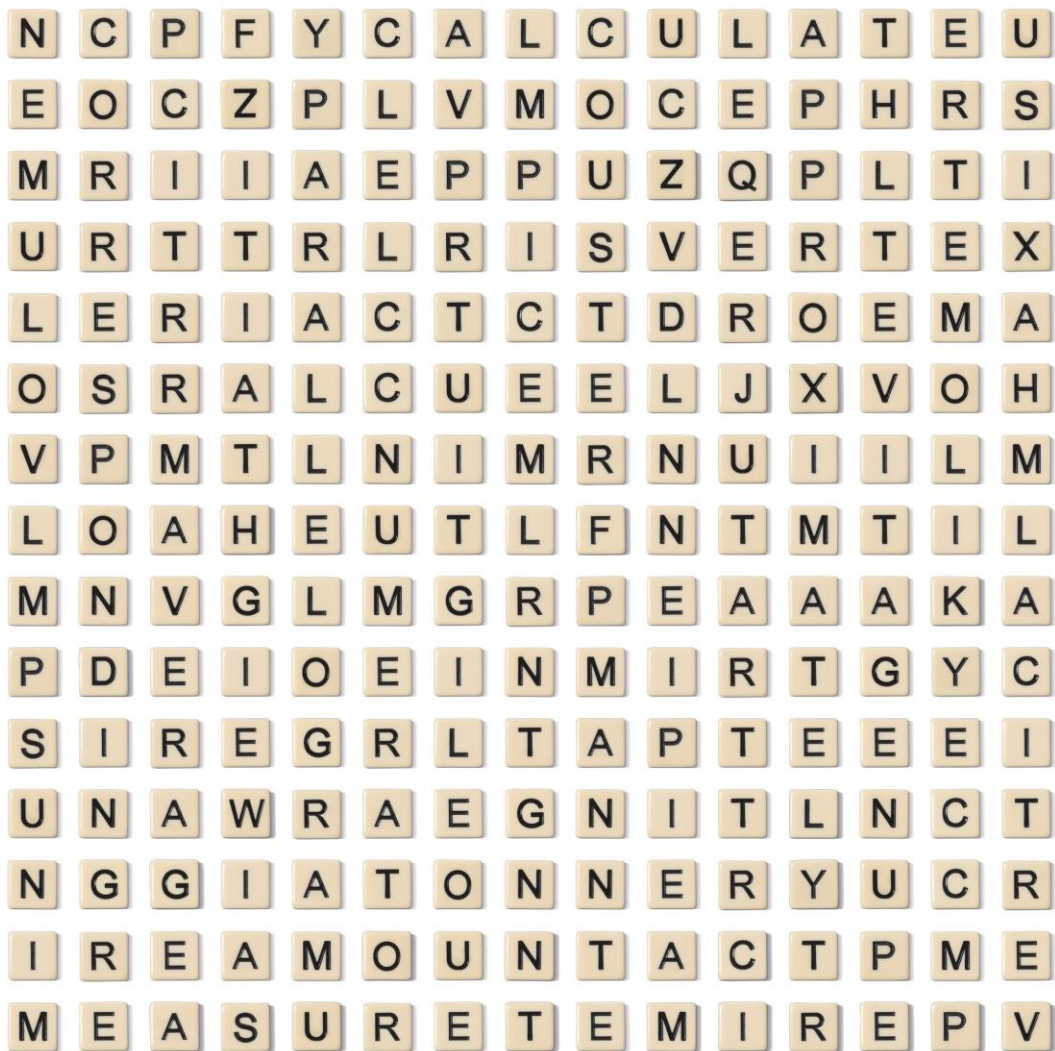 N C P F Y C A L C U L A T E U
E O C Z P L V M O C E P H R S
M R I I A E P P U Z Q P L T I
U R T T R L R I S V E R T E X
L E R I A C T C T D R O E M A
O S R A L C U E E L J X V O H
V P M T L N I M R N U I I L M
L O A H E U T L F N T M T I L
M N V G L M G R P E A A A K A
P D E I O E I N M I R T G Y C
S I R E G R L T A P T E E E I
U N A W R A E G N I T L N C T
N G G I A T O N N E R Y U C R
I R E A M O U N T A C T P M E
M E A S U R E T E M I R E P V